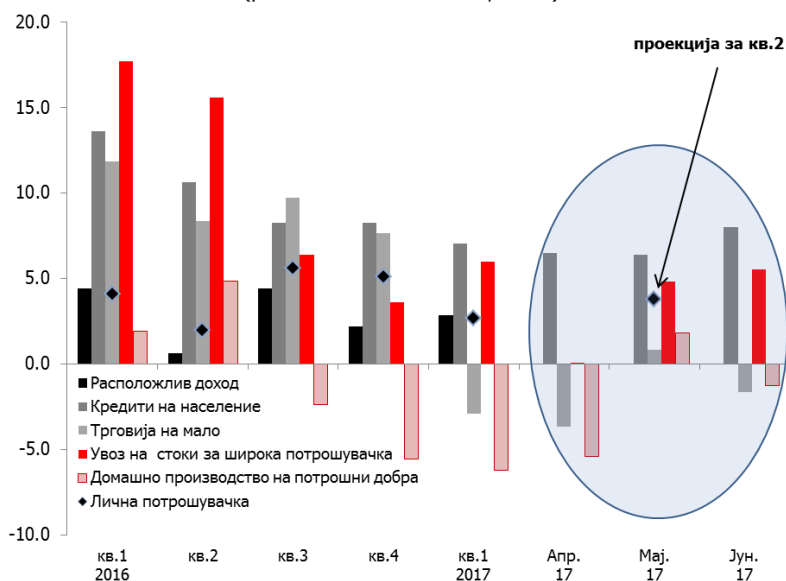 20.0
15.0
10.0
5.0
0.0
-5.0
-10.0
проекција за кв.2
Расположлив доход
Кредити на население
Трговија на мало
Увоз на стоки за широка потрошувачка
Домашно производство на потрошни добра
Лична потрошувачка
кв.1 2016
кв.2
кв.3
кв.4
кв.1 2017
Апр. 17
Мај. 17
Јун. 17